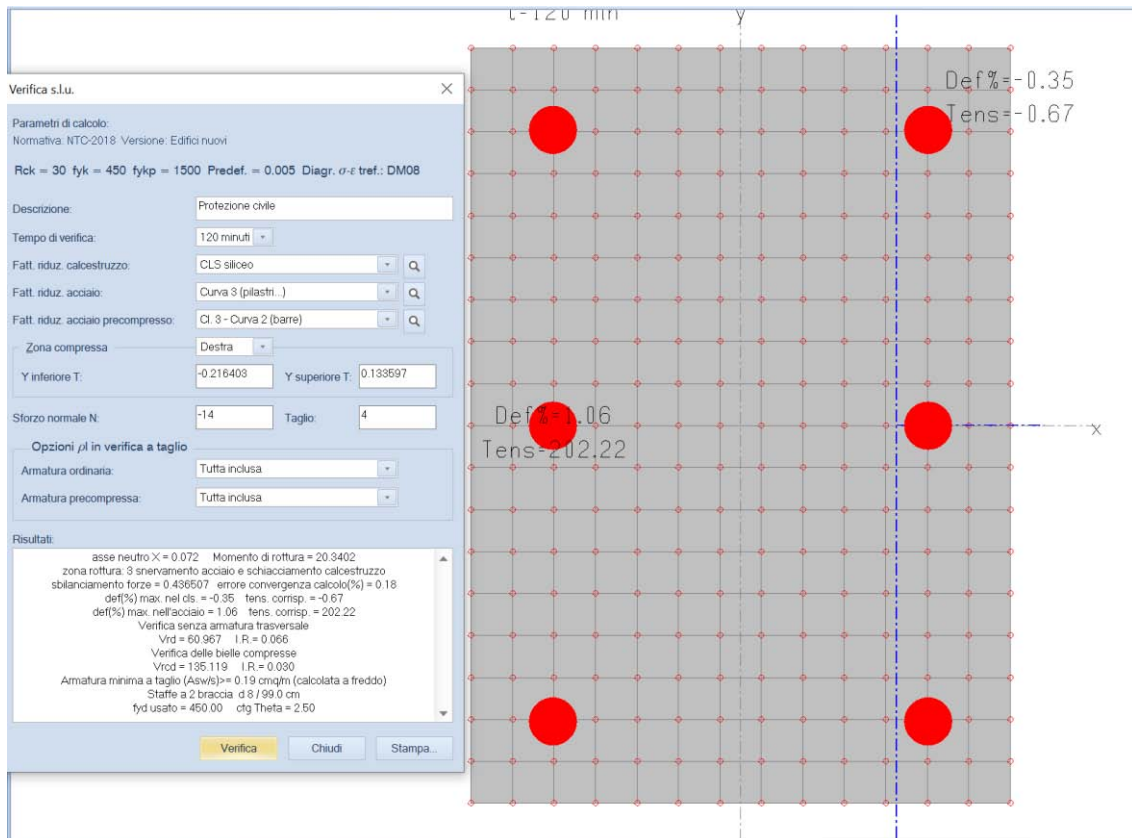 t-120 min
y
Verifica s.l.u.
Parametri di calcolo:
Normativa: NTC-2018 Versione: Edifici nuovi
Rck = 30 fyk = 450 fykp = 1500 Predef. = 0.005 Diagr. σ-ε tref.: DM08
Descrizione: Protezione civile
Tempo di verifica: 120 minuti
Fatt. riduz. calcestruzzo: CLS siliceo
Fatt. riduz. acciaio: Curva 3 (pilastri...)
Fatt. riduz. acciaio precompresso: Cl. 3 - Curva 2 (barre)
Zona compressa Destra
Y inferiore T: -0.216403 Y superiore T: 0.133597
Sforzo normale N: -14 Taglio: 4
Opzioni ρl in verifica a taglio
Armatura ordinaria: Tutta inclusa
Armatura precompressa: Tutta inclusa
Risultati:
asse neutro X = 0.072 Momento di rottura = 20.3402
zona rottura: 3 snervamento acciaio e schiacciamento calcestruzzo
sbilanciamento forze = 0.436507 errore convergenza calcolo(%) = 0.18
def(%) max. nel cls. = -0.35 tens. corrisp. = -0.67
def(%) max. nell'acciaio = 1.06 tens. corrisp. = 202.22
Verifica senza armatura trasversale
Vrd = 60.967 I.R. = 0.066
Verifica delle bielle compresse
Vrcd = 135.119 I.R. = 0.030
Armatura minima a taglio (Asw/s)>= 0.19 cmq/m (calcolata a freddo)
Staffe a 2 braccia d 8 / 99.0 cm
fyd usato = 450.00 ctg Theta = 2.50
Verifica Chiudi Stampa...
Def%=-0.35
Tens=-0.67
Def%=1.06
Tens=202.22
x